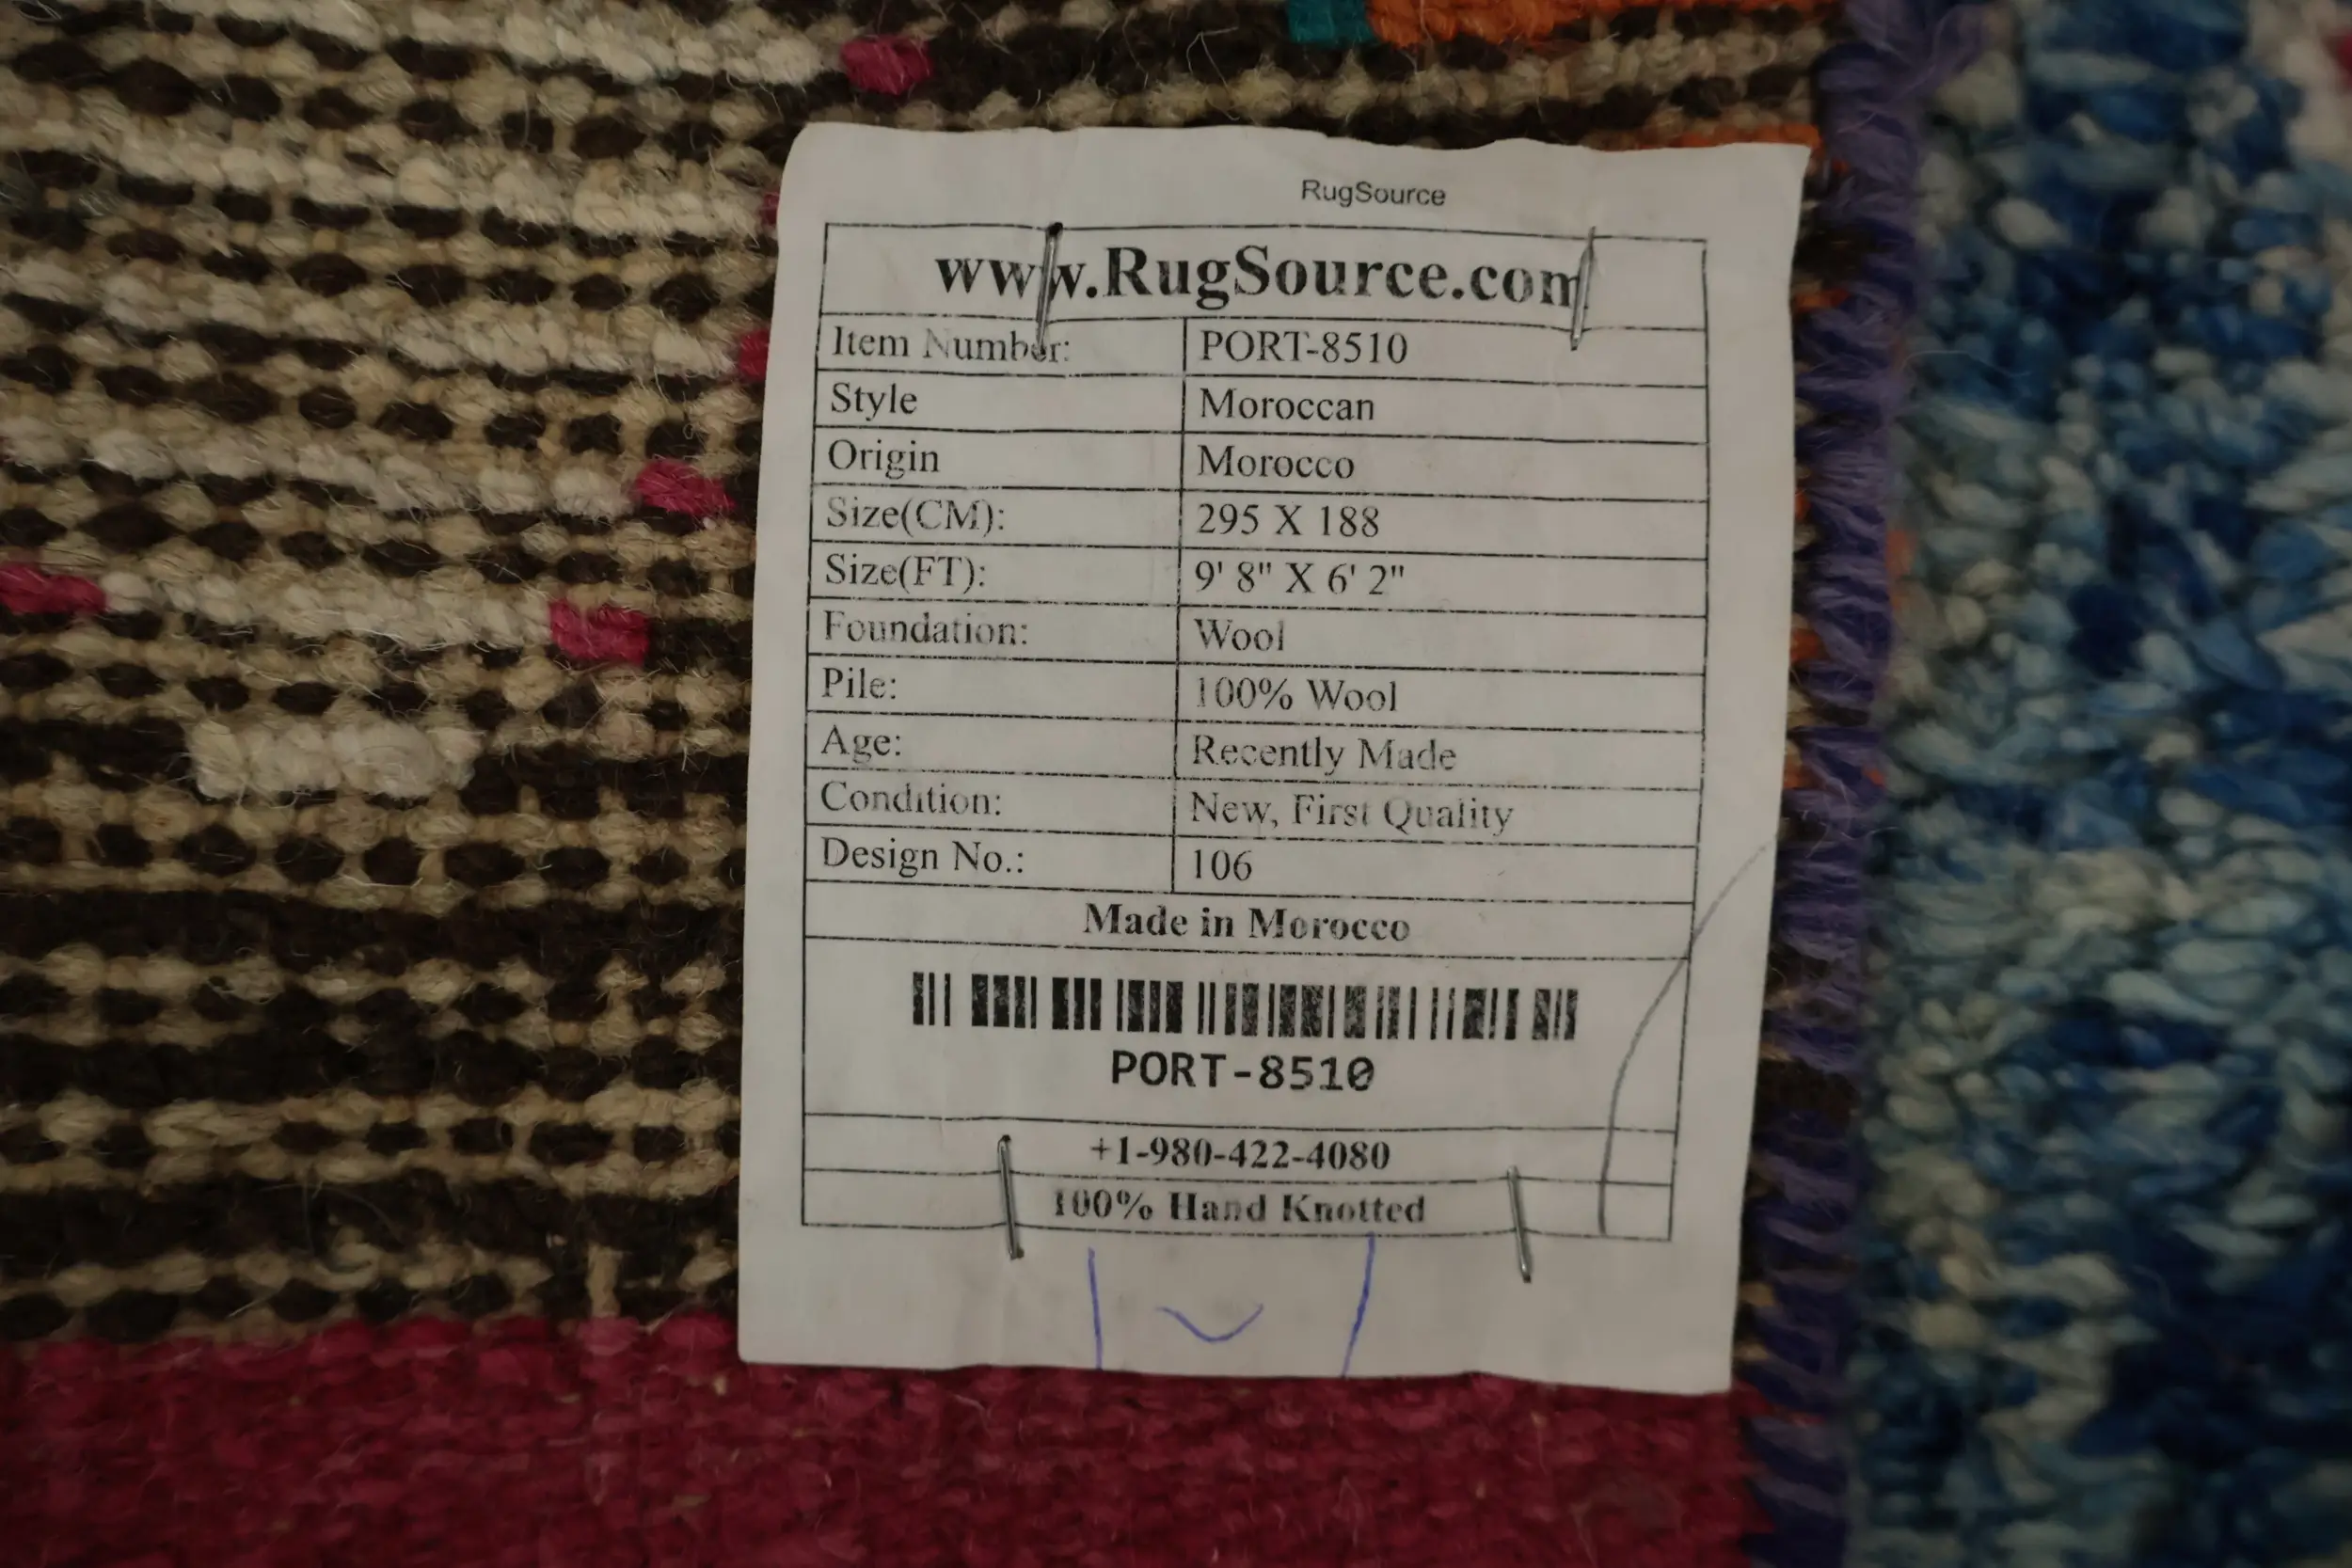 RugSource
www.RugSource.com
Item Number: PORT-8510
Style Moroccan
Origin Morocco
Size(CM): 295 X 188
Size(FT): 9' 8" X 6' 2"
Foundation: Wool
Pile: 100% Wool
Age: Recently Made
Condition: New, First Quality
Design No.: 106
Made in Morocco
PORT-8510
+1-980-422-4080
100% Hand Knotted